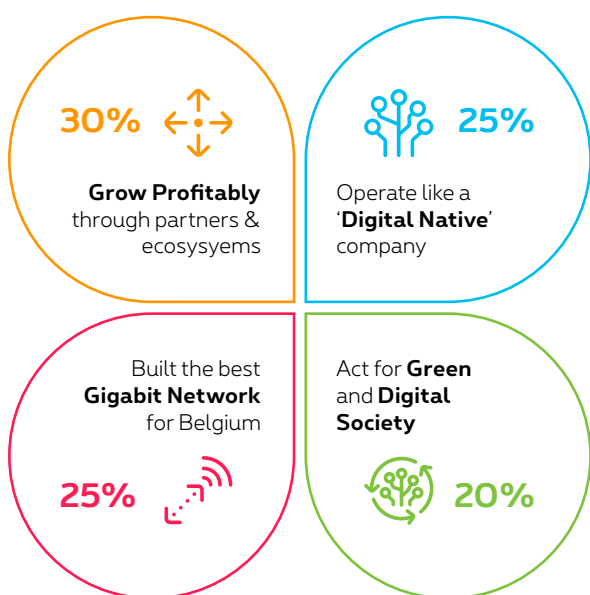 30%
Grow Profitably
through partners &
ecosysyems
25%
Operate like a
‘Digital Native’
company
Built the best
Gigabit Network
for Belgium
25%
Act for Green
and Digital
Society
20%